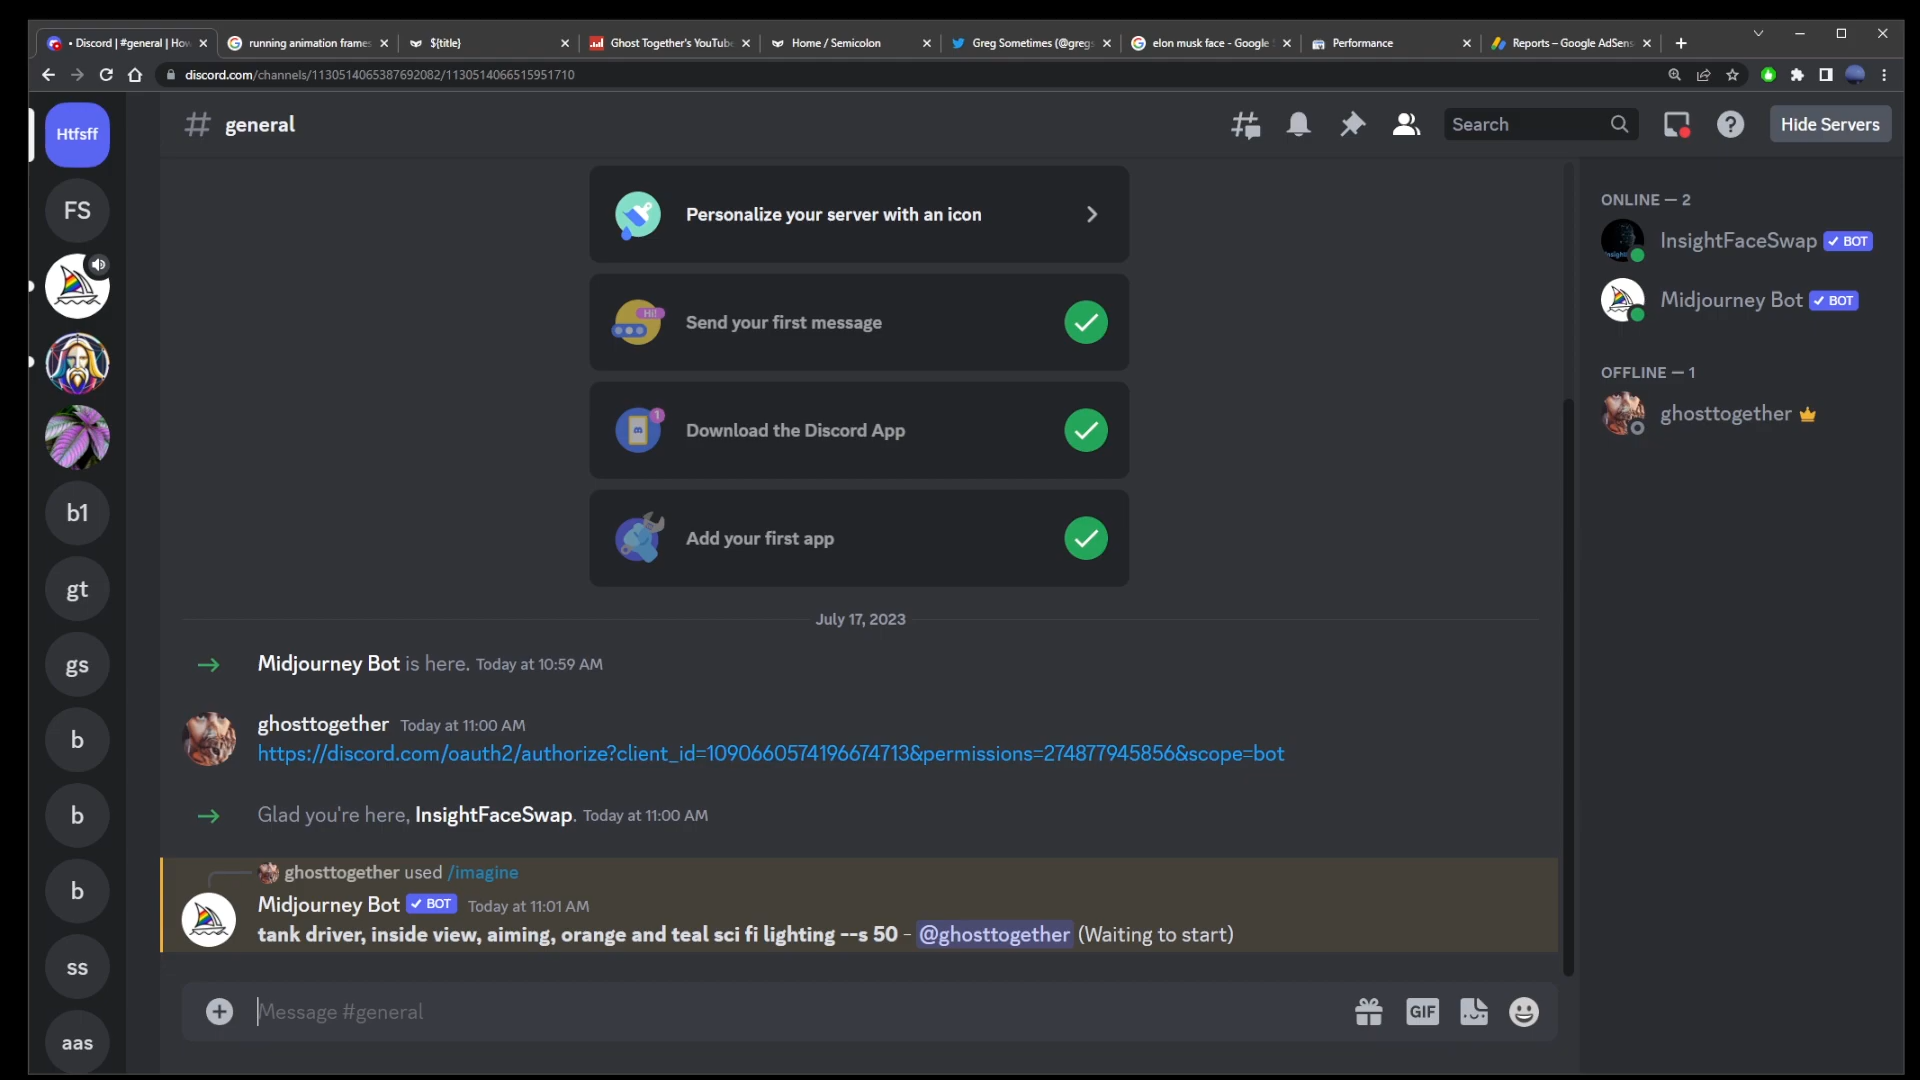 • Discord | #general | How
running animation frames
${title}
Ghost Together's YouTube
Home / Semicolon
Greg Sometimes (@gregs
elon musk face - Google S
Performance
Reports – Google AdSens
discord.com/channels/1130514065387692082/1130514066515951710
Htfsff
general
Search
Hide Servers
FS
Personalize your server with an icon
ONLINE — 2
InsightFaceSwap BOT
Hi!
Send your first message
Midjourney Bot BOT
OFFLINE — 1
1
Download the Discord App
ghosttogether
b1
Add your first app
gt
July 17, 2023
gs
Midjourney Bot is here. Today at 10:59 AM
ghosttogether Today at 11:00 AM
https://discord.com/oauth2/authorize?client_id=1090660574196674713&permissions=274877945856&scope=bot
b
b
Glad you're here, InsightFaceSwap. Today at 11:00 AM
ghosttogether used /imagine
b
Midjourney Bot BOT Today at 11:01 AM
tank driver, inside view, aiming, orange and teal sci fi lighting --s 50 - @ghosttogether (Waiting to start)
ss
Message #general
GIF
aas